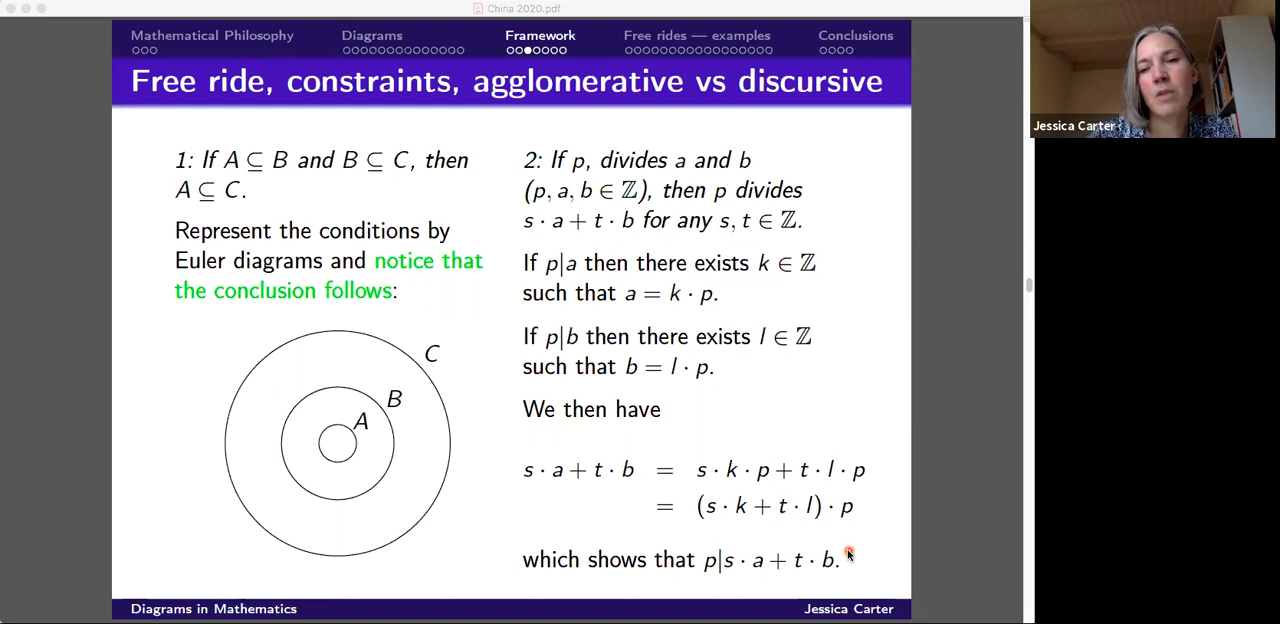 China 2020.pdf
Mathematical Philosophy Diagrams Framework Free rides — examples Conclusions
Free ride, constraints, agglomerative vs discursive
1: If A ⊆ B and B ⊆ C, then
A ⊆ C.
Represent the conditions by
Euler diagrams and notice that
the conclusion follows:
C
B
A
2: If p, divides a and b
(p, a, b ∈ ℤ), then p divides
s · a + t · b for any s, t ∈ ℤ.
If p|a then there exists k ∈ ℤ
such that a = k · p.
If p|b then there exists l ∈ ℤ
such that b = l · p.
We then have
s · a + t · b = s · k · p + t · l · p
= (s · k + t · l) · p
which shows that p|s · a + t · b.
Diagrams in Mathematics Jessica Carter
Jessica Carter